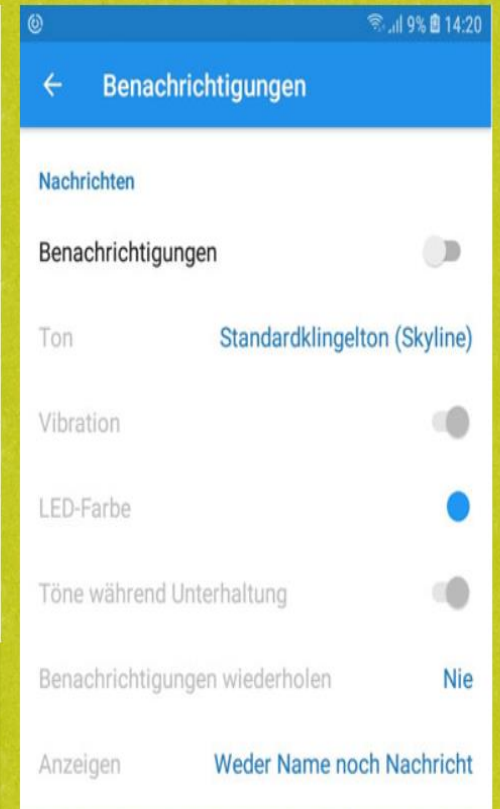 9% 14:20
Benachrichtigungen
Nachrichten
Benachrichtigungen
Ton Standardklingelton (Skyline)
Vibration
LED-Farbe
Töne während Unterhaltung
Benachrichtigungen wiederholen Nie
Anzeigen Weder Name noch Nachricht